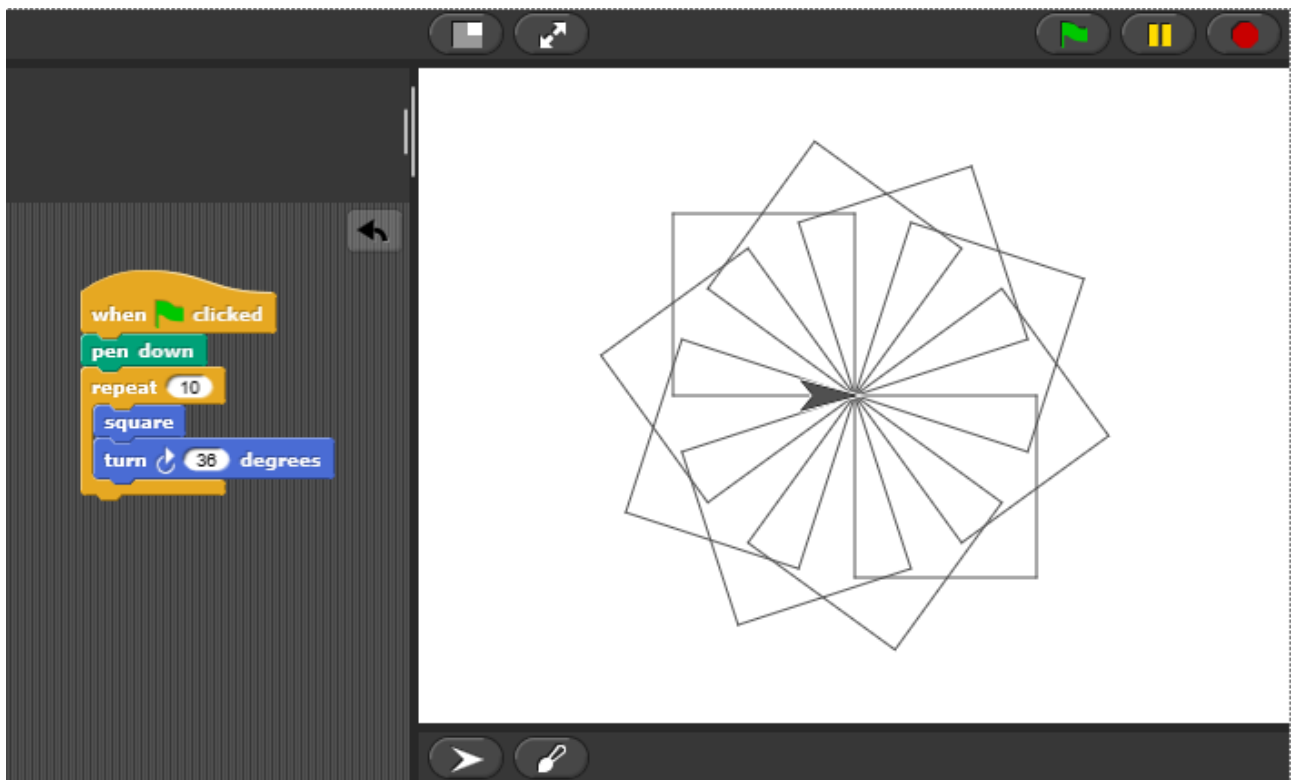 when clicked
pen down
repeat 10
square
turn 36 degrees